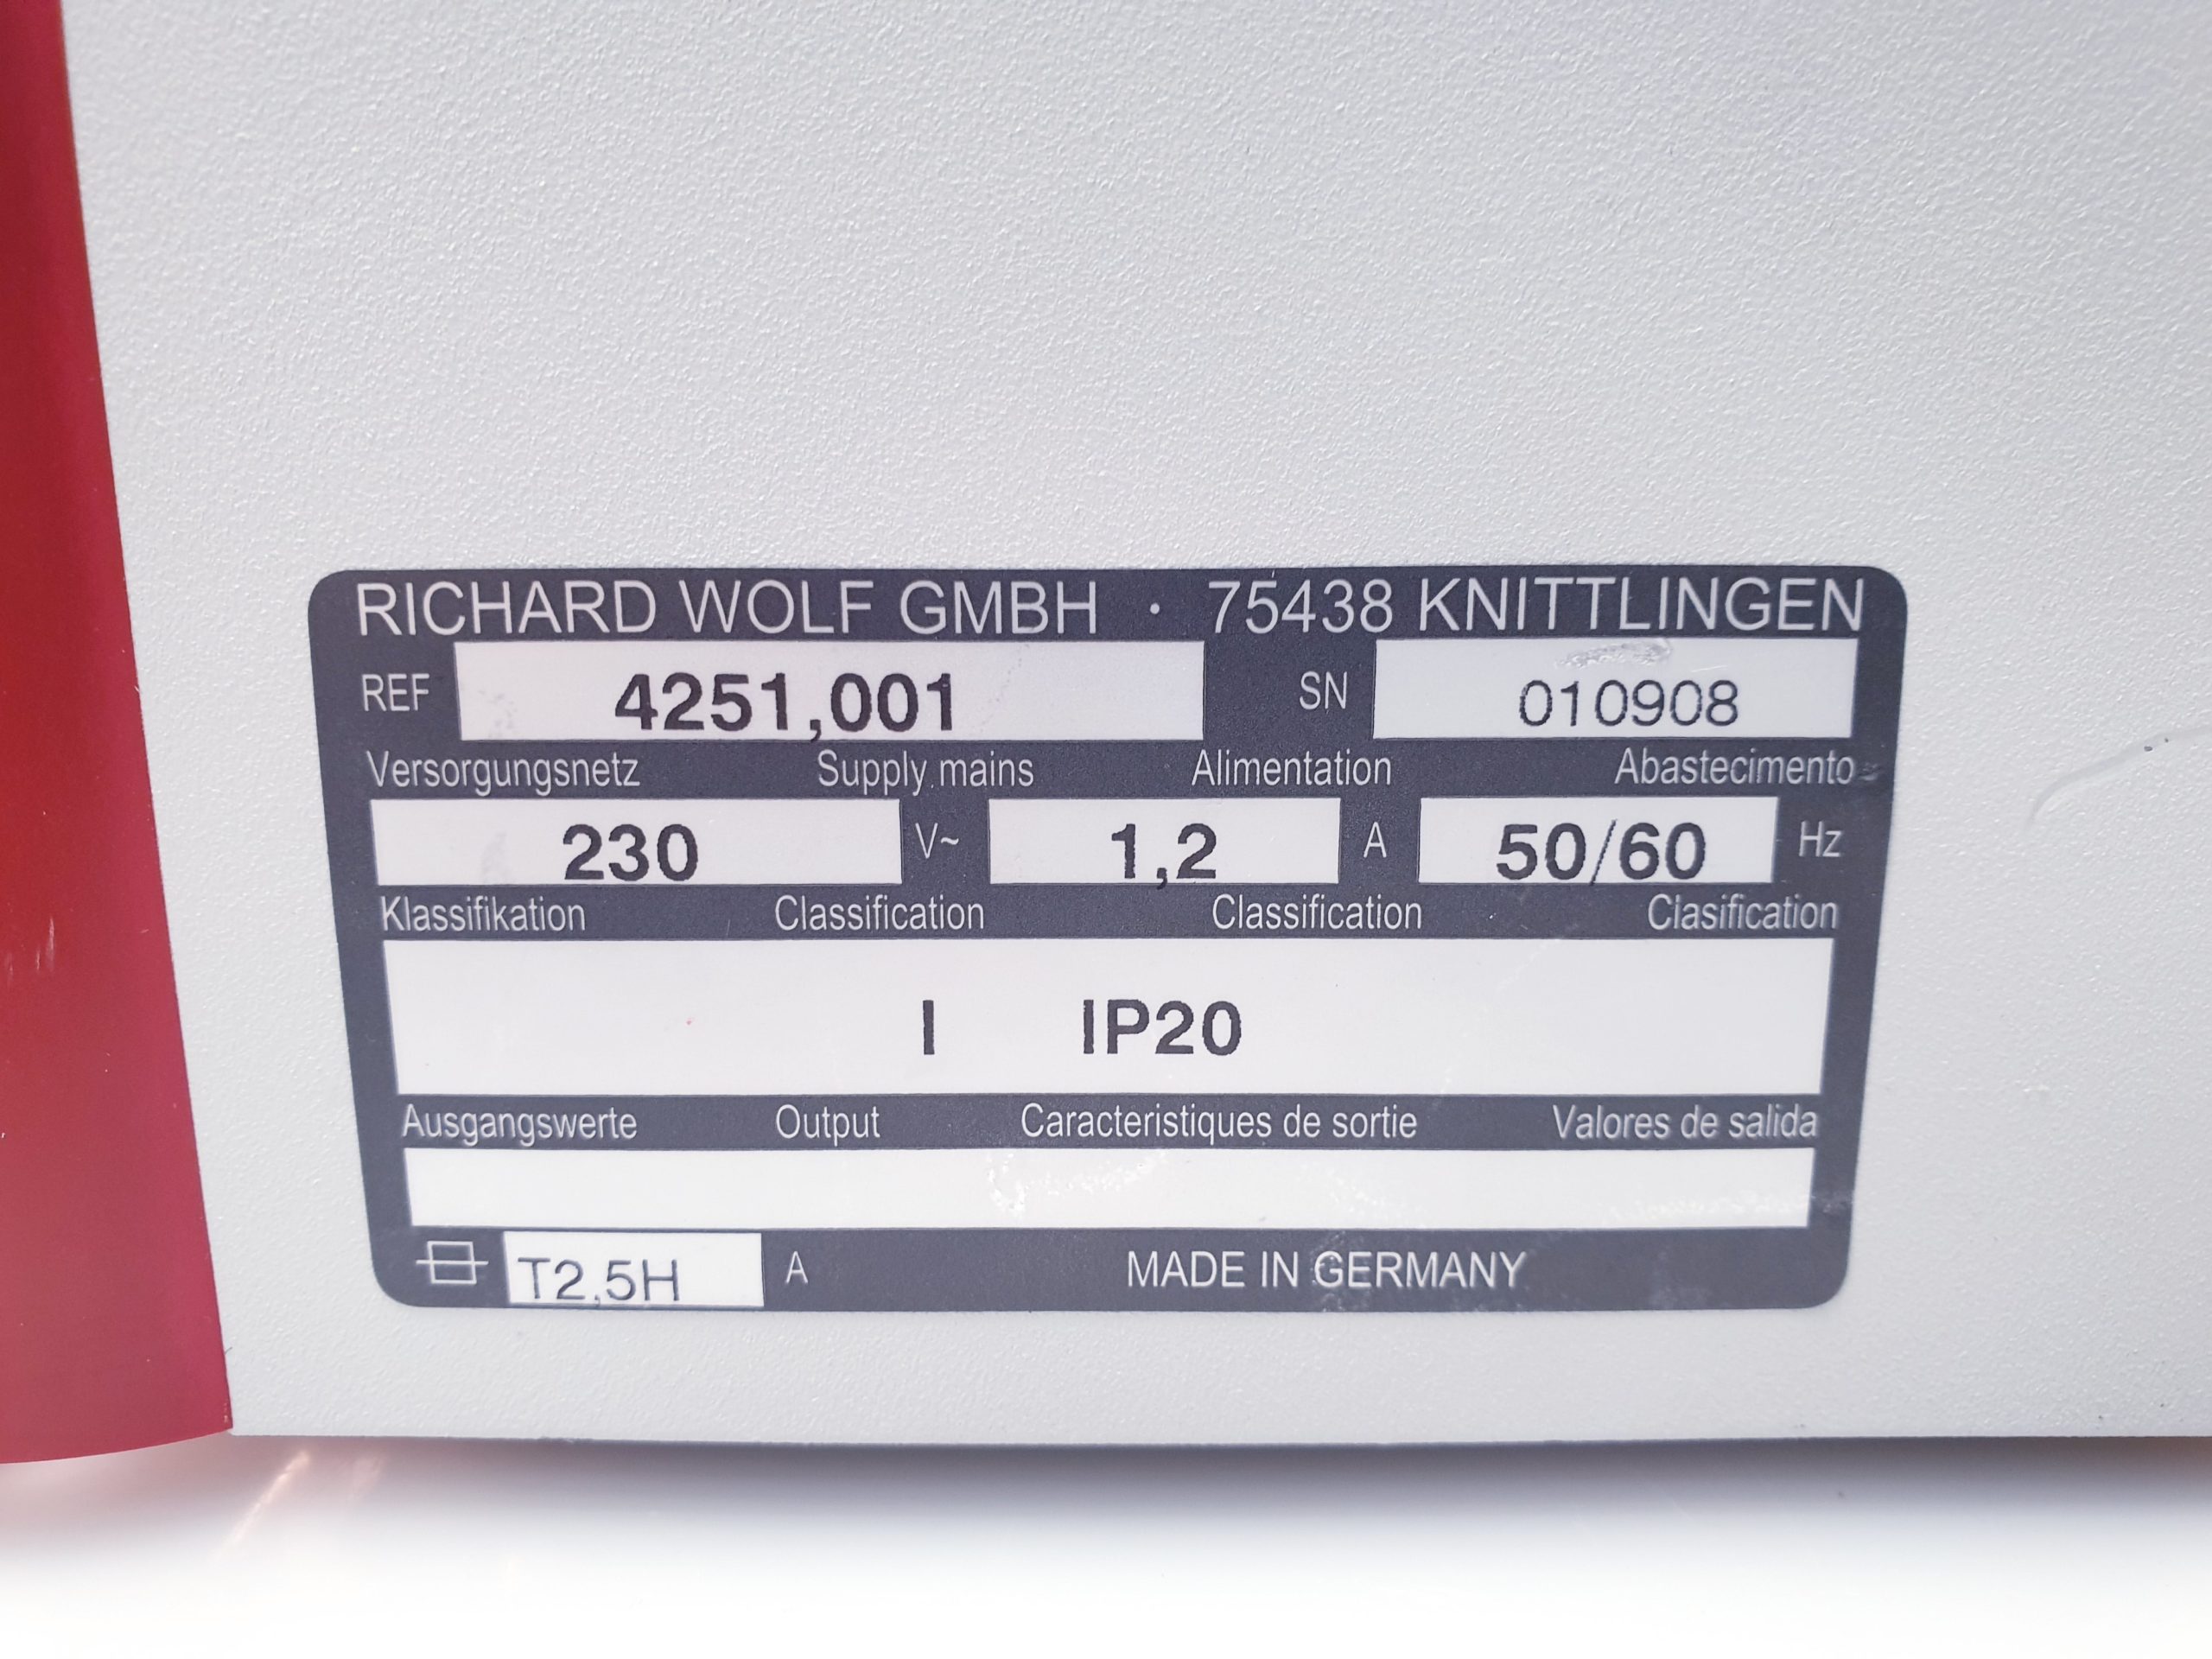 RICHARD WOLF GMBH · 75438 KNITTLINGEN
REF 4251,001 SN 010908
Versorgungsnetz Supply mains Alimentation Abastecimento
230 V~ 1,2 A 50/60 Hz
Klassifikation Classification Classification Clasification
I IP20
Ausgangswerte Output Caracteristiques de sortie Valores de salida
T2,5H A MADE IN GERMANY